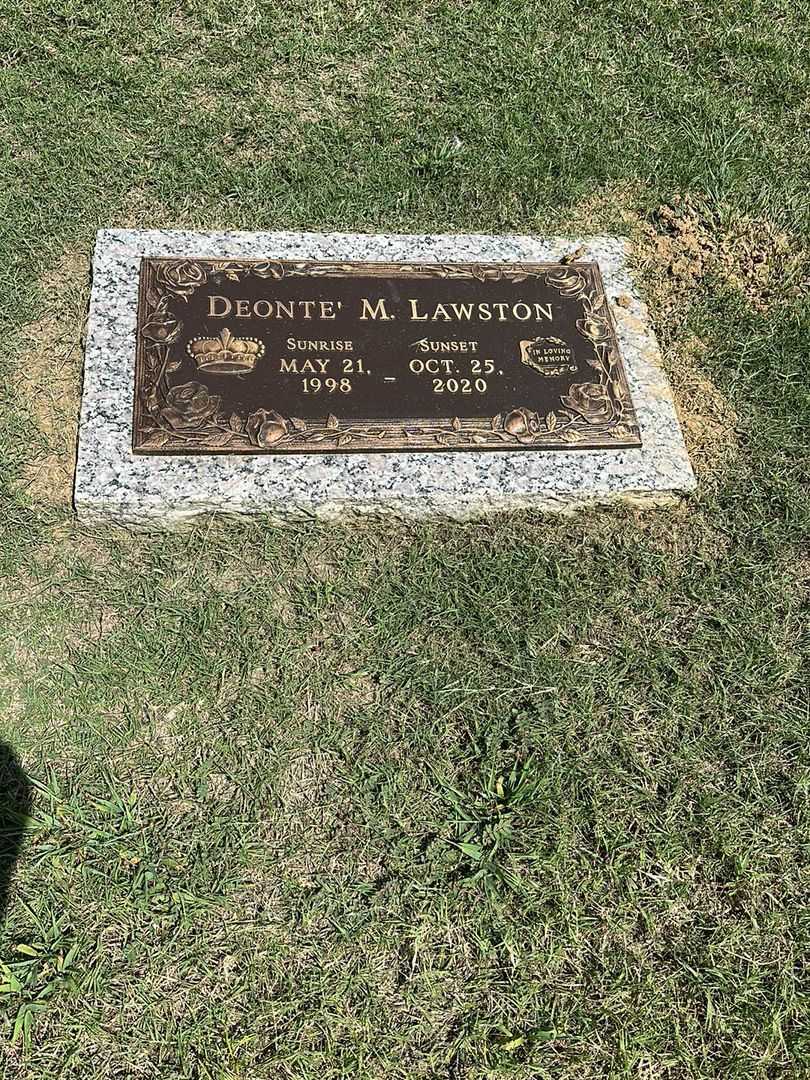 DEONTE' M. LAWSTON
SUNRISE
MAY 21,
1998
–
SUNSET
OCT. 25,
2020
IN LOVING
MEMORY